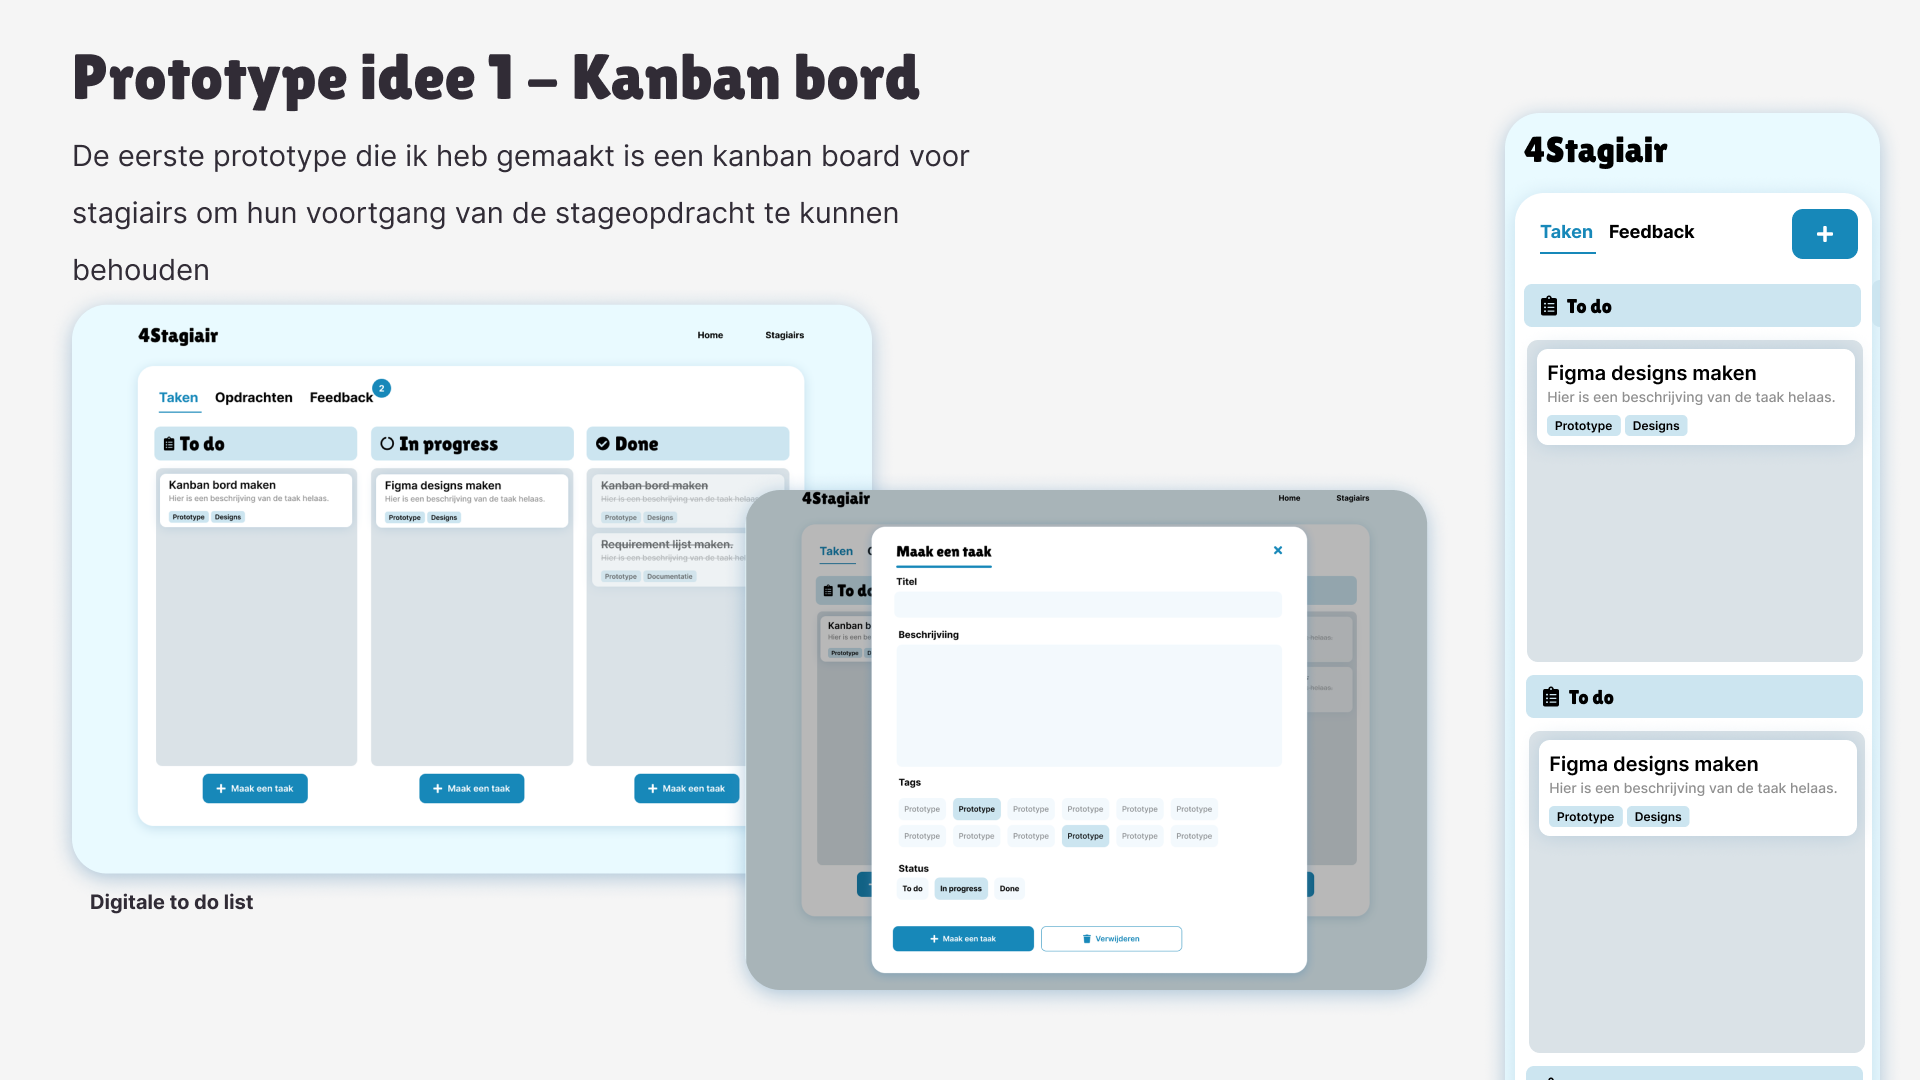 Prototype idee 1 – Kanban bord
De eerste prototype die ik heb gemaakt is een kanban board voor
stagiairs om hun voortgang van de stageopdracht te kunnen
behouden
4Stagiair
Home
Stagiairs
Taken
Opdrachten
Feedback
2
To do
In progress
Done
Kanban bord maken
Hier is een beschrijving van de taak helaas.
Prototype
Designs
Figma designs maken
Hier is een beschrijving van de taak helaas.
Prototype
Designs
Kanban bord maken
Hier is een beschrijving van de taak helaas
Prototype
Designs
Requirement lijst maken.
Hier is een beschrijving van de taak he
Prototype
Documentatie
Maak een taak
Maak een taak
Maak een taak
Digitale to do list
4Stagiair
Home
Stagiairs
Taken
To do
Kanban b
Hier is een be
Prototype
helaas.
helaas.
Maak een taak
Titel
Beschrijviing
Tags
Prototype
Prototype
Prototype
Prototype
Prototype
Prototype
Prototype
Prototype
Prototype
Prototype
Prototype
Prototype
Status
To do
In progress
Done
Maak een taak
Verwijderen
4Stagiair
Taken
Feedback
To do
Figma designs maken
Hier is een beschrijving van de taak helaas.
Prototype
Designs
To do
Figma designs maken
Hier is een beschrijving van de taak helaas.
Prototype
Designs